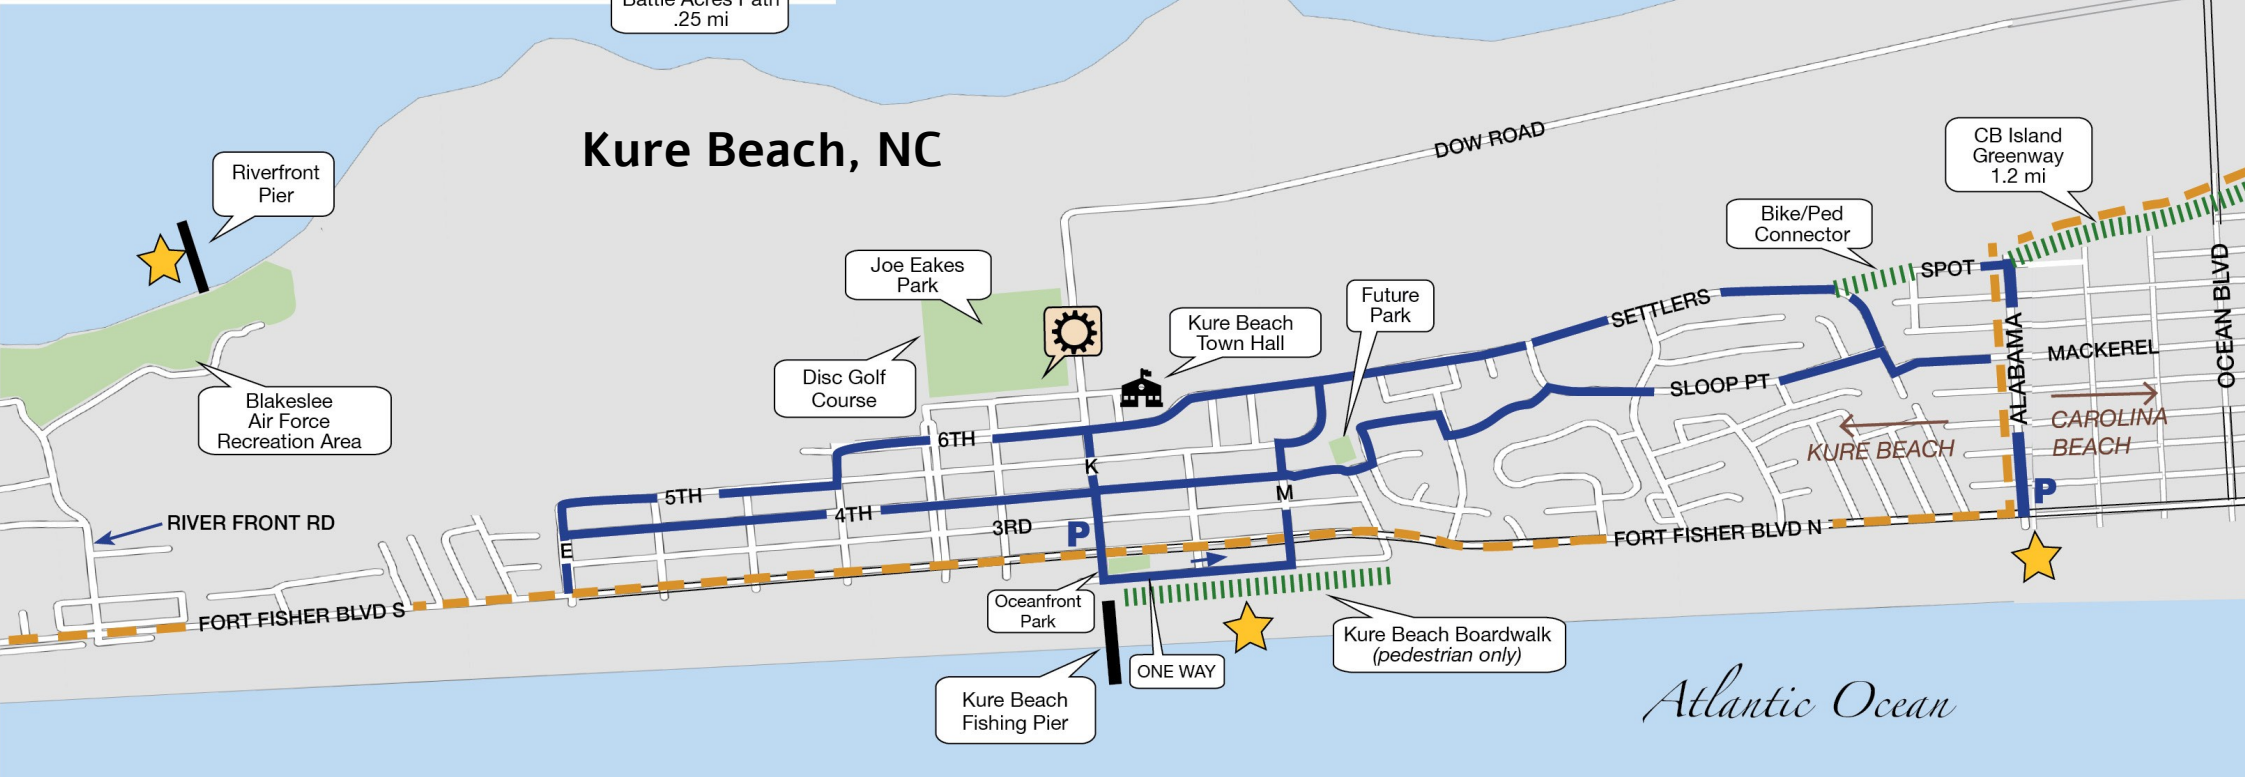 Battle Acres Path
.25 mi
Kure Beach, NC
DOW ROAD
CB Island
Greenway
1.2 mi
Riverfront
Pier
Bike/Ped
Connector
Joe Eakes
Park
Future
Park
Kure Beach
Town Hall
SPOT
OCEAN BLVD
SETTLERS
ALABAMA
MACKEREL
Disc Golf
Course
SLOOP PT
Blakeslee
Air Force
Recreation Area
CAROLINA
BEACH
KURE BEACH
6TH
K
5TH
M
P
4TH
RIVER FRONT RD
3RD
P
FORT FISHER BLVD N
E
FORT FISHER BLVD S
Oceanfront
Park
Kure Beach Boardwalk
(pedestrian only)
ONE WAY
Kure Beach
Fishing Pier
Atlantic Ocean